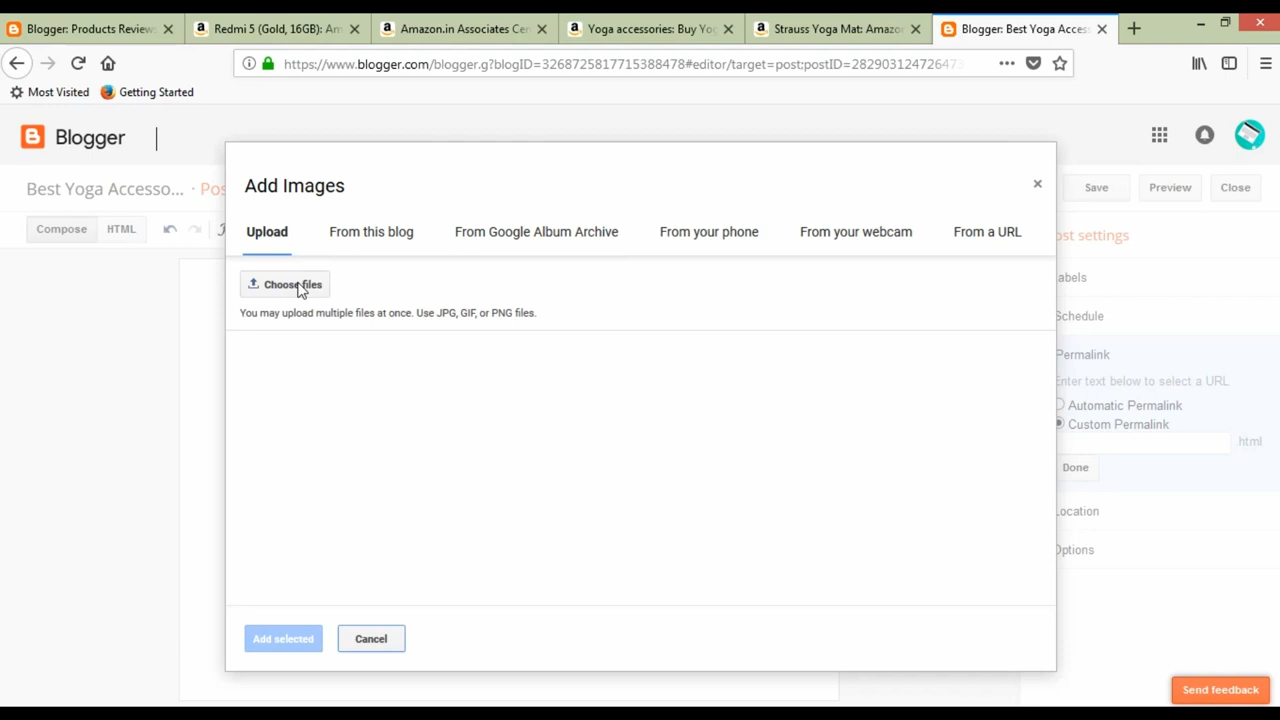 Blogger: Products Reviews
Redmi 5 (Gold, 16GB): Am
Amazon.in Associates Cen
Yoga accessories: Buy Yo
Strauss Yoga Mat: Amazo
Blogger: Best Yoga Acces
https://www.blogger.com/blogger.g?blogID=3268725817715388478#editor/target=post;postID=282903124726473
Most Visited
Getting Started
Blogger
Best Yoga Accesso... · Pos
Save
Preview
Close
Compose
HTML
Add Images
Upload
From this blog
From Google Album Archive
From your phone
From your webcam
From a URL
Choose files
You may upload multiple files at once. Use JPG, GIF, or PNG files.
Add selected
Cancel
ost settings
abels
Schedule
Permalink
Enter text below to select a URL
Automatic Permalink
Custom Permalink
html
Done
Location
Options
Send feedback